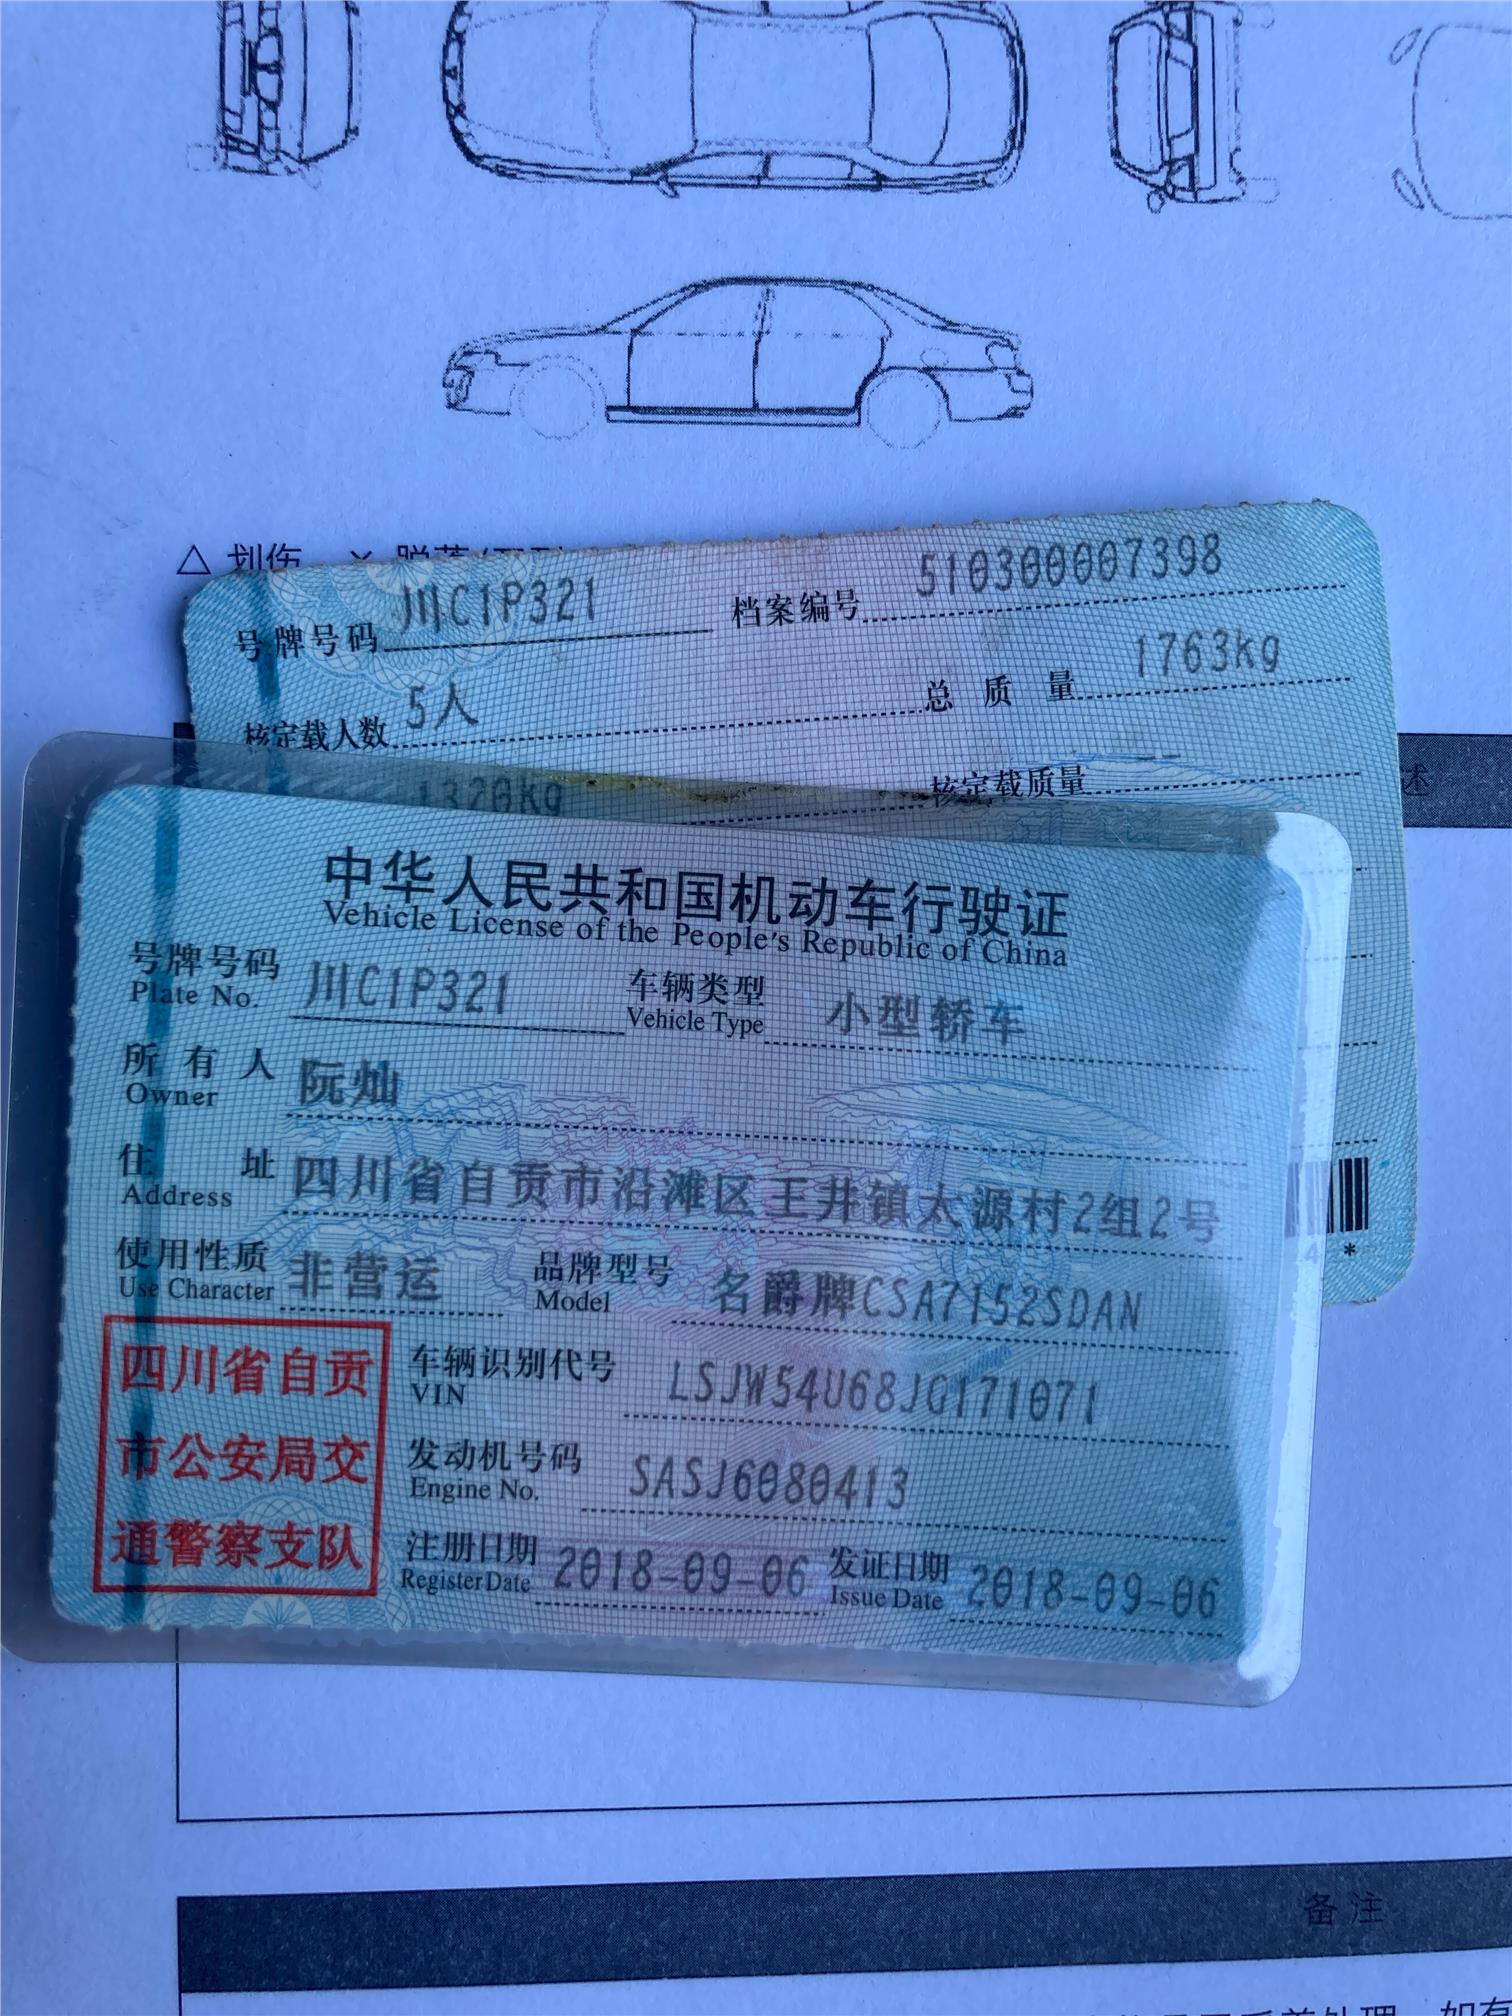 △ 划伤
号牌号码 川C1P321 档案编号 510300007398
核定载人数 5人 总质量 1763kg
1320kg 核定载质量 --
述
中华人民共和国机动车行驶证
Vehicle License of the People's Republic of China
号牌号码 川C1P321 车辆类型 小型轿车
Plate No. Vehicle Type
所有人 阮灿
Owner
住址 四川省自贡市沿滩区王井镇太源村2组2号
Address
使用性质 非营运 品牌型号 名爵牌CSA7152SDAN
Use Character Model
四川省自贡
市公安局交
通警察支队
车辆识别代号 LSJW54U68JG171071
VIN
发动机号码 SASJ6080413
Engine No.
注册日期 2018-09-06 发证日期 2018-09-06
Register Date Issue Date
4 *
备注